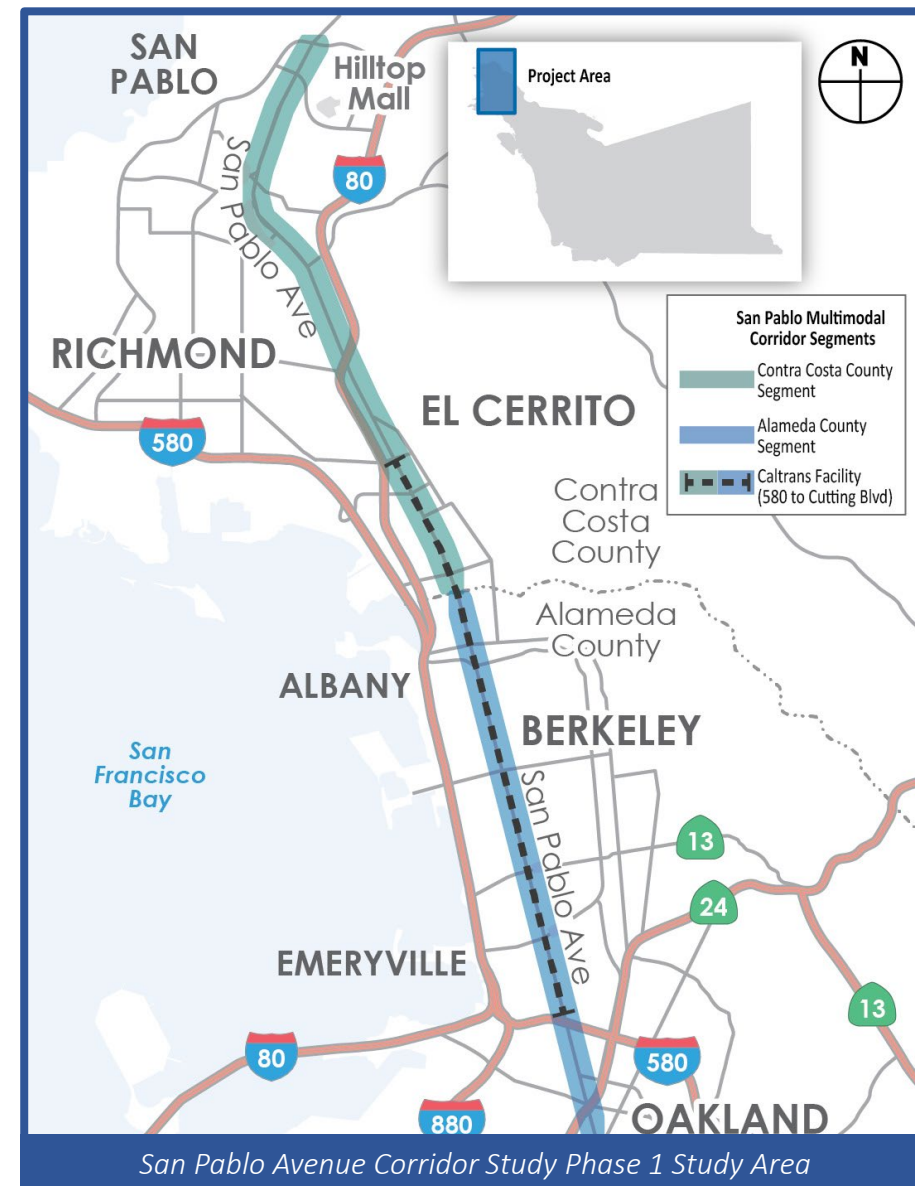 SAN
PABLO
Hilltop
Mall
Project Area
N
80
San Pablo Ave
San Pablo Multimodal
Corridor Segments
Contra Costa County
Segment
Alameda County
Segment
Caltrans Facility
(580 to Cutting Blvd)
RICHMOND
EL CERRITO
580
Contra
Costa
County
Alameda
County
ALBANY
BERKELEY
San
Francisco
Bay
San Pablo Ave
13
24
EMERYVILLE
13
80
580
880
OAKLAND
San Pablo Avenue Corridor Study Phase 1 Study Area